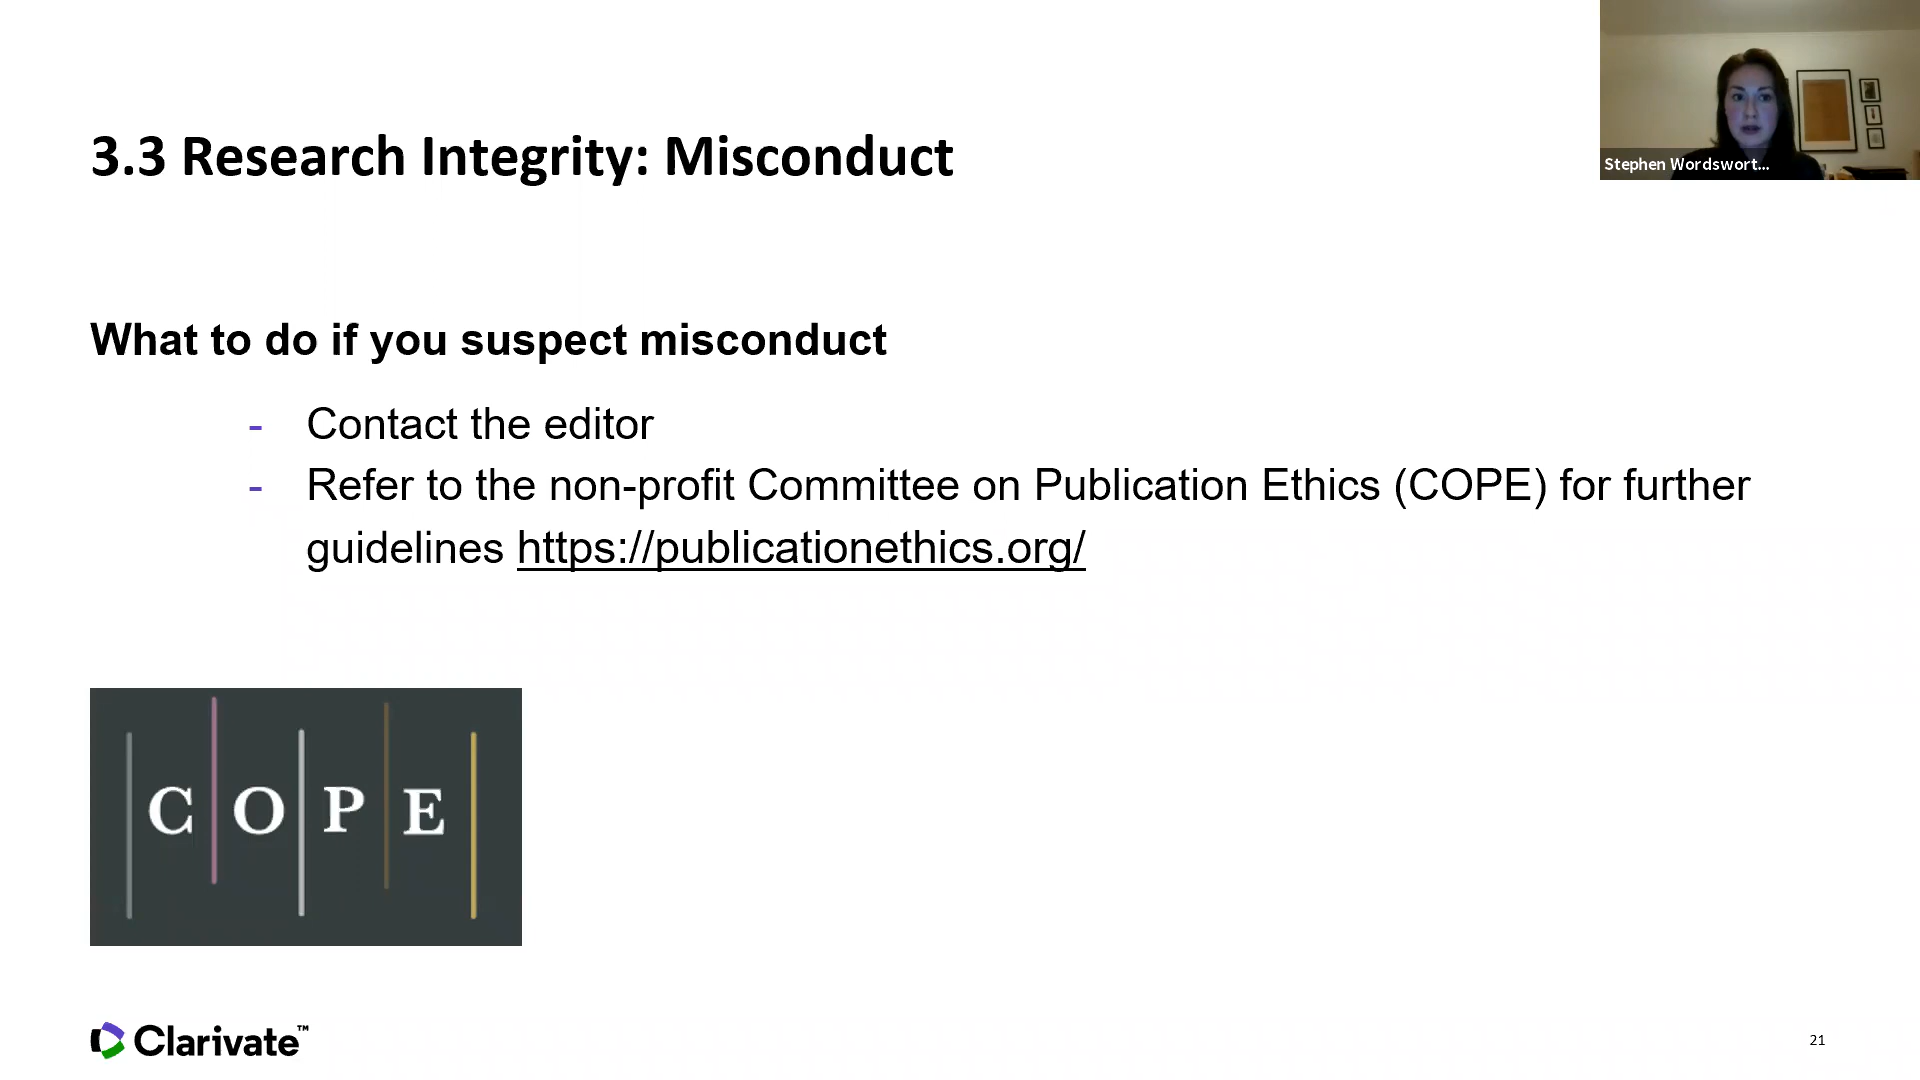 Stephen Wordswort...
3.3 Research Integrity: Misconduct
What to do if you suspect misconduct
- Contact the editor
- Refer to the non-profit Committee on Publication Ethics (COPE) for further
guidelines https://publicationethics.org/
C O P E
Clarivate™
21